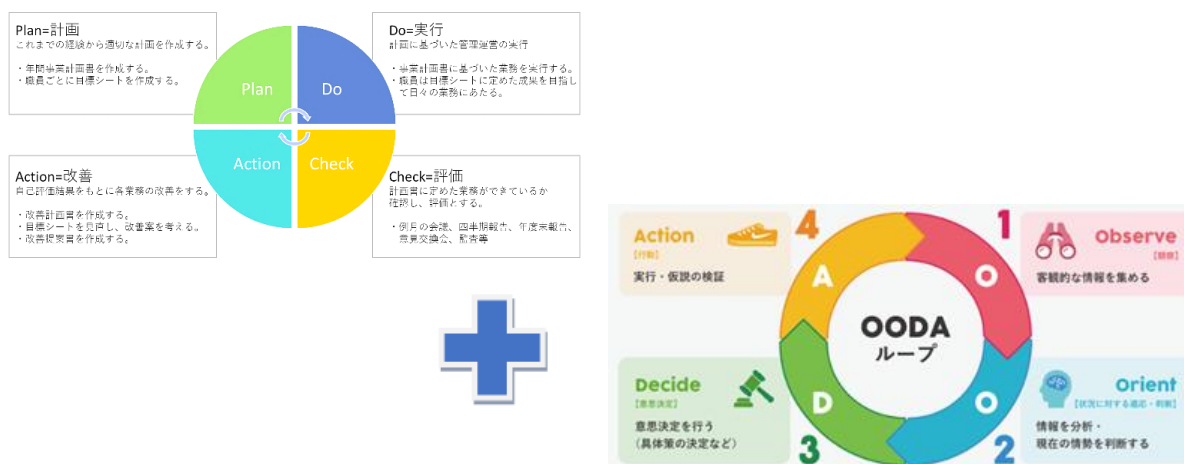 Plan=計画
これまでの経験から適切な計画を作成する。
・年間事業計画書を作成する。
・職員ごとに目標シートを作成する。
Do=実行
計画に基づいた管理運営の実行
・事業計画書に基づいた業務を実行する。
・職員は目標シートに定めた成果を目指し
て日々の業務にあたる。
Plan
Do
Action
Check
Action=改善
自己評価結果をもとに各業務の改善をする。
・改善計画書を作成する。
・目標シートを見直し、改善案を考える。
・改善提案書を作成する。
Check=評価
計画書に定めた業務ができているか
確認し、評価とする。
・例月の会議、四半期報告、年度末報告、
意見交換会、監査等
Action
【行動】
実行・仮説の検証
4
A
1
O
Observe
【観察】
客観的な情報を集める
OODA
ループ
Decide
【意思決定】
意思決定を行う
(具体策の決定など)
3
D
2
O
Orient
【状況に対する適応・判断】
情報を分析・
現在の情勢を判断する